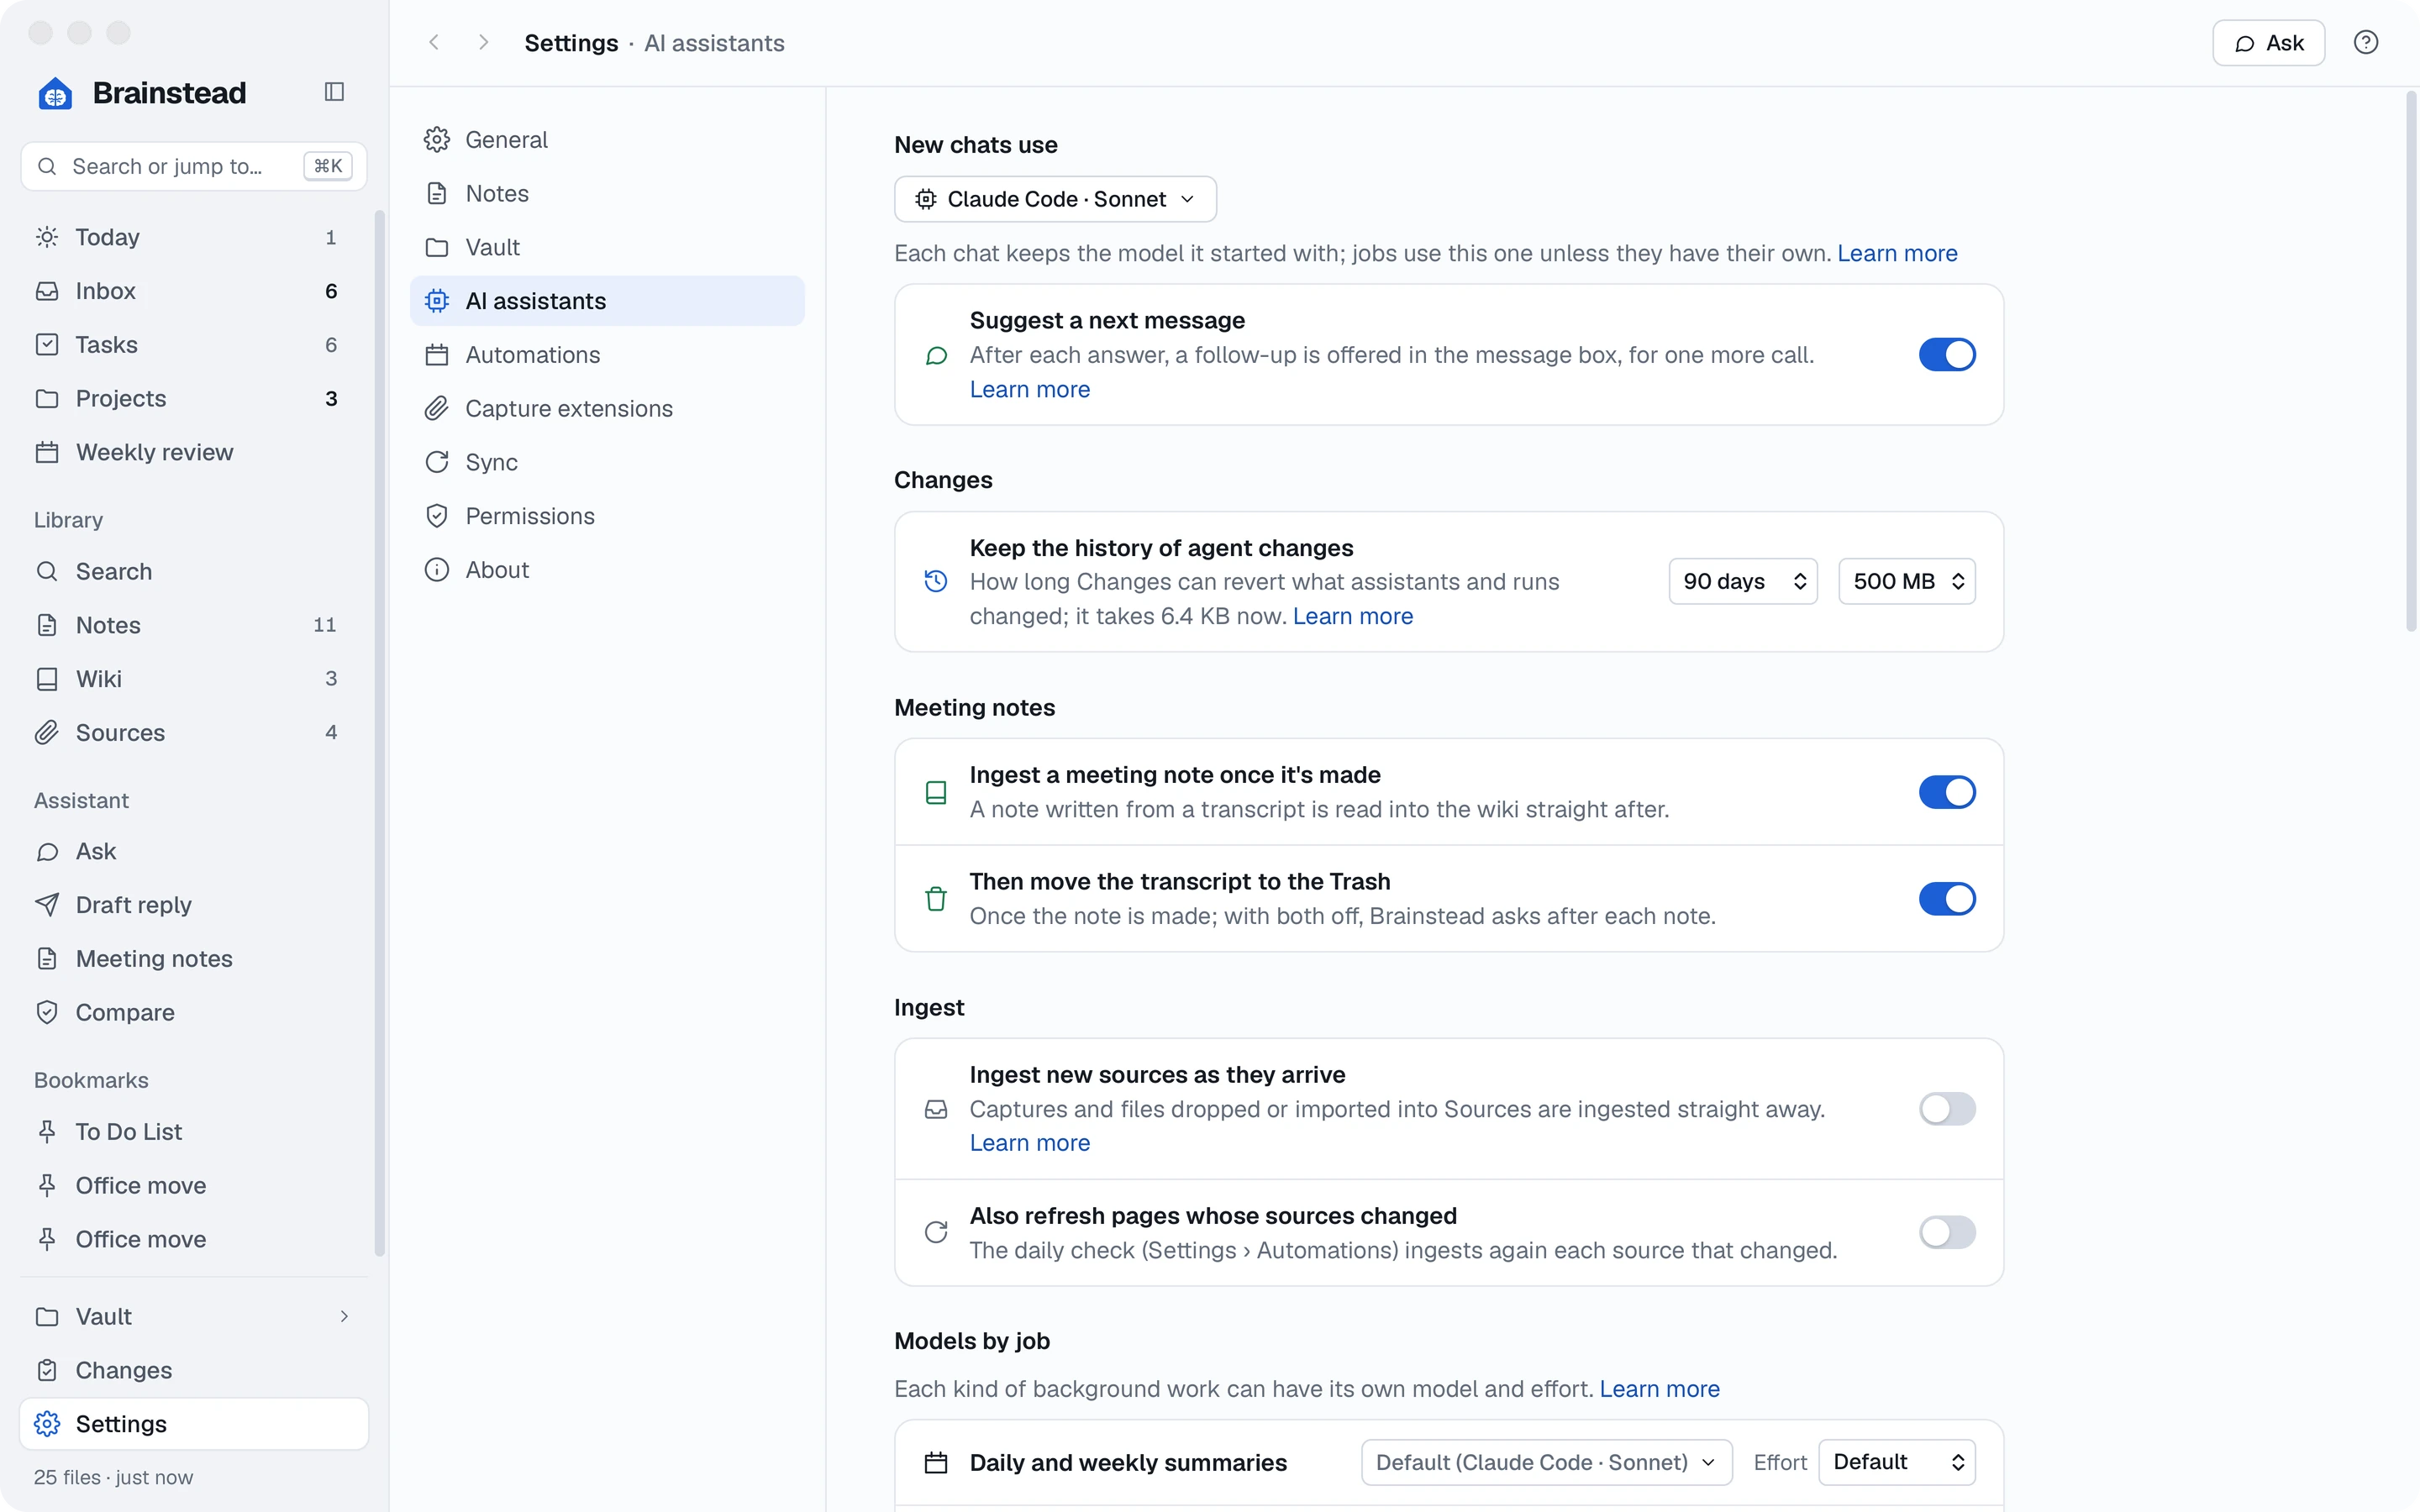 Brainstead
Search or jump to... ⌘K
Today 1
Inbox 6
Tasks 6
Projects 3
Weekly review
Library
Search
Notes 11
Wiki 3
Sources 4
Assistant
Ask
Draft reply
Meeting notes
Compare
Bookmarks
To Do List
Office move
Office move
Vault
Changes
Settings
25 files · just now
Settings · AI assistants
Ask
General
Notes
Vault
AI assistants
Automations
Capture extensions
Sync
Permissions
About
New chats use
Claude Code · Sonnet
Each chat keeps the model it started with; jobs use this one unless they have their own. Learn more
Suggest a next message
After each answer, a follow-up is offered in the message box, for one more call.
Learn more
Changes
Keep the history of agent changes
How long Changes can revert what assistants and runs
changed; it takes 6.4 KB now. Learn more
90 days 500 MB
Meeting notes
Ingest a meeting note once it's made
A note written from a transcript is read into the wiki straight after.
Then move the transcript to the Trash
Once the note is made; with both off, Brainstead asks after each note.
Ingest
Ingest new sources as they arrive
Captures and files dropped or imported into Sources are ingested straight away.
Learn more
Also refresh pages whose sources changed
The daily check (Settings › Automations) ingests again each source that changed.
Models by job
Each kind of background work can have its own model and effort. Learn more
Daily and weekly summaries Default (Claude Code · Sonnet) Effort Default